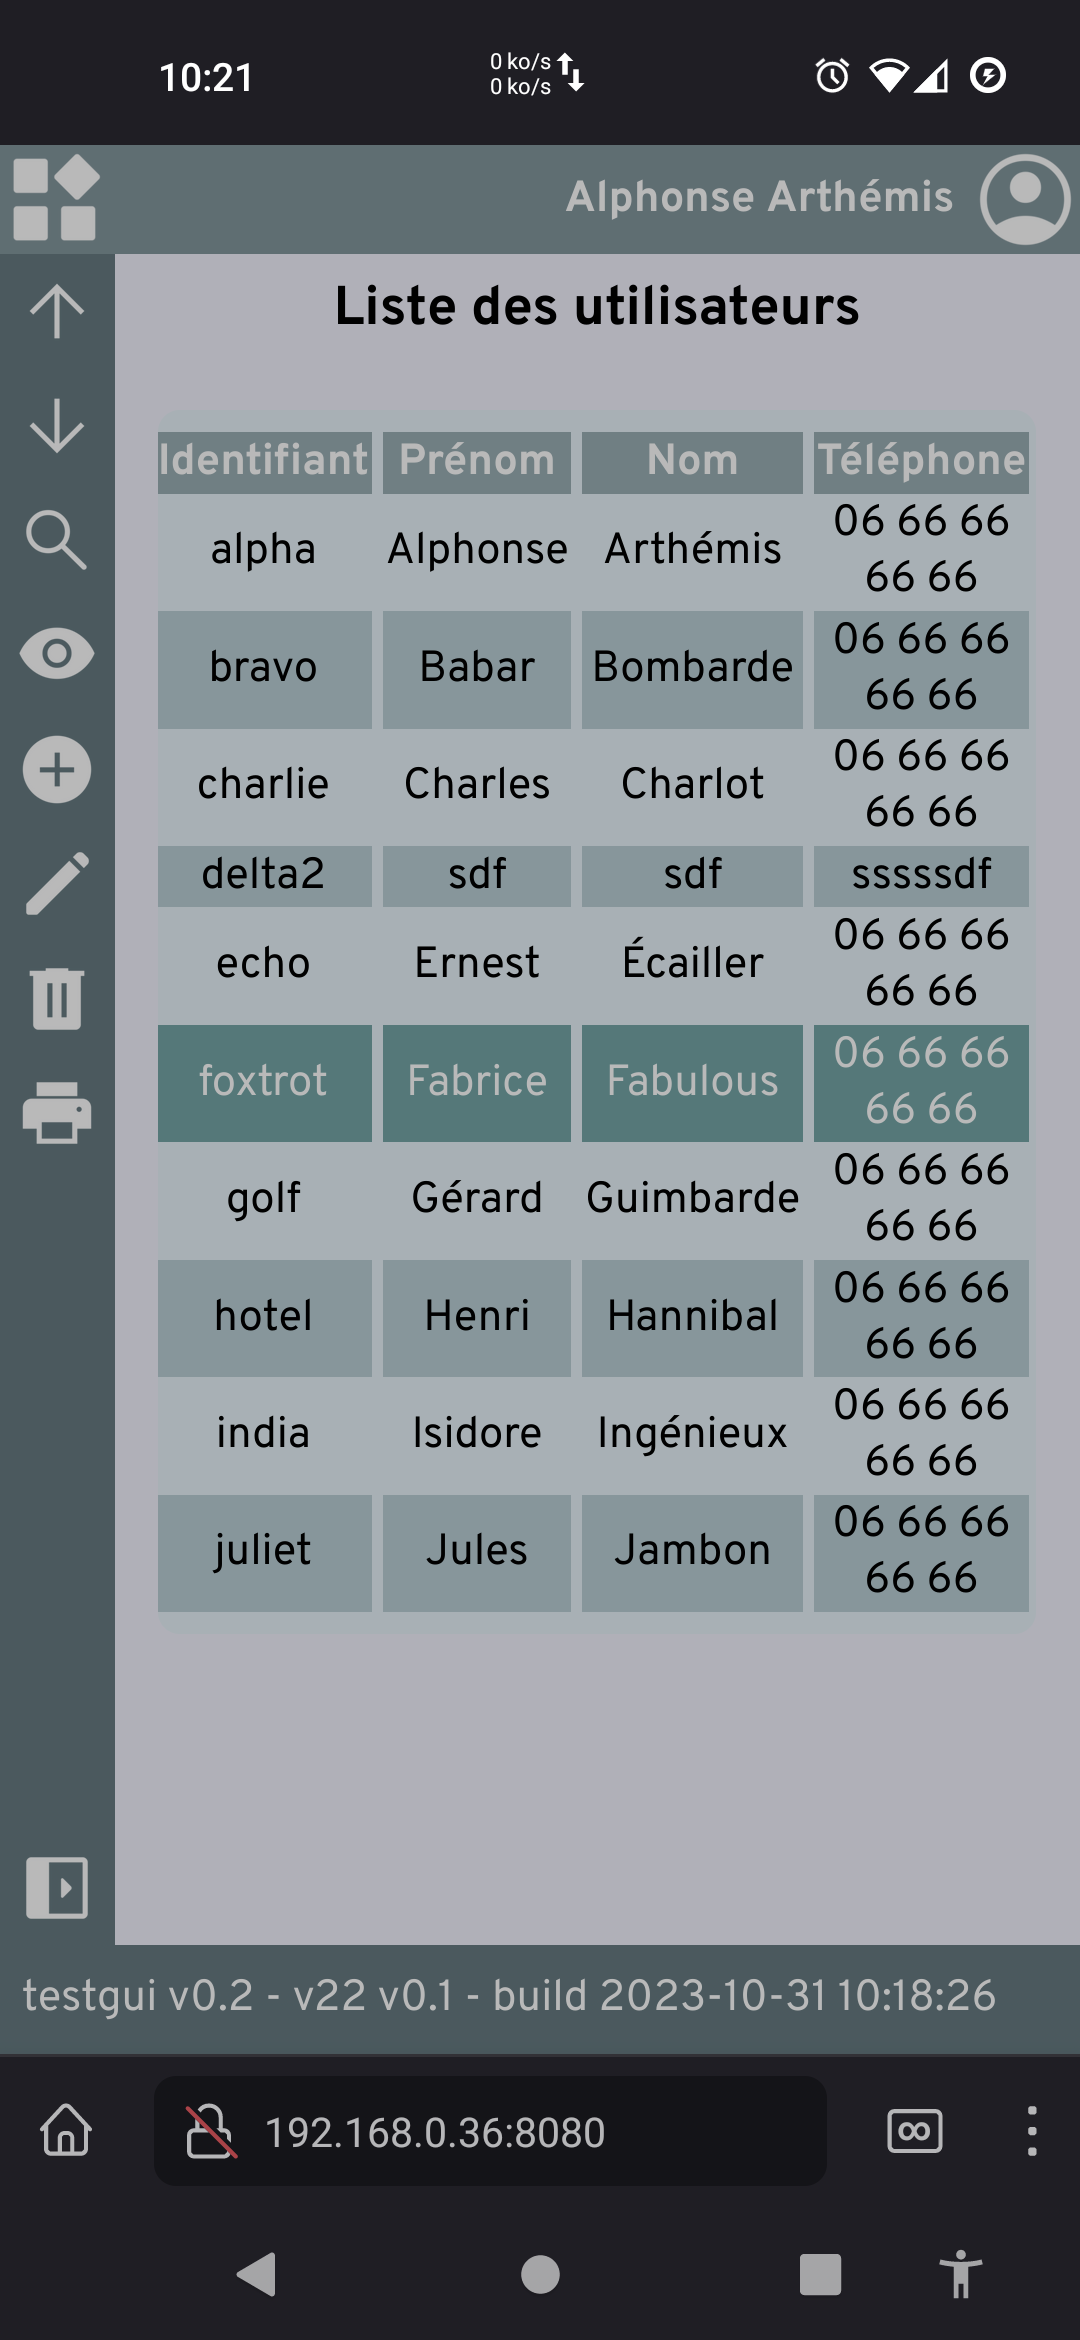 10:21
0 ko/s
0 ko/s
Alphonse Arthémis
Liste des utilisateurs
Identifiant Prénom Nom Téléphone
alpha Alphonse Arthémis 06 66 66
66 66
bravo Babar Bombarde 06 66 66
66 66
charlie Charles Charlot 06 66 66
66 66
delta2 sdf sdf sssssdf
echo Ernest Écailler 06 66 66
66 66
foxtrot Fabrice Fabulous 06 66 66
66 66
golf Gérard Guimbarde 06 66 66
66 66
hotel Henri Hannibal 06 66 66
66 66
india Isidore Ingénieux 06 66 66
66 66
juliet Jules Jambon 06 66 66
66 66
testgui v0.2 - v22 v0.1 - build 2023-10-31 10:18:26
192.168.0.36:8080
∞